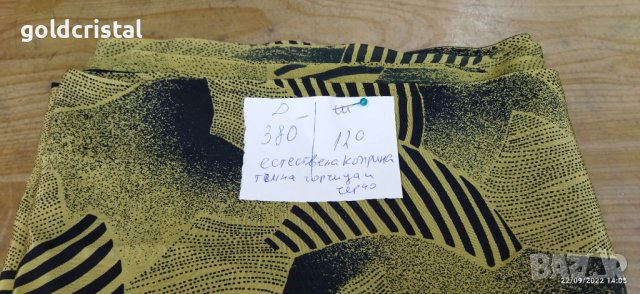 goldcristal
Д ш
380 120
естествена коприна
тъмна горчица и
черно
BAZAR
22/09/2022 14:05